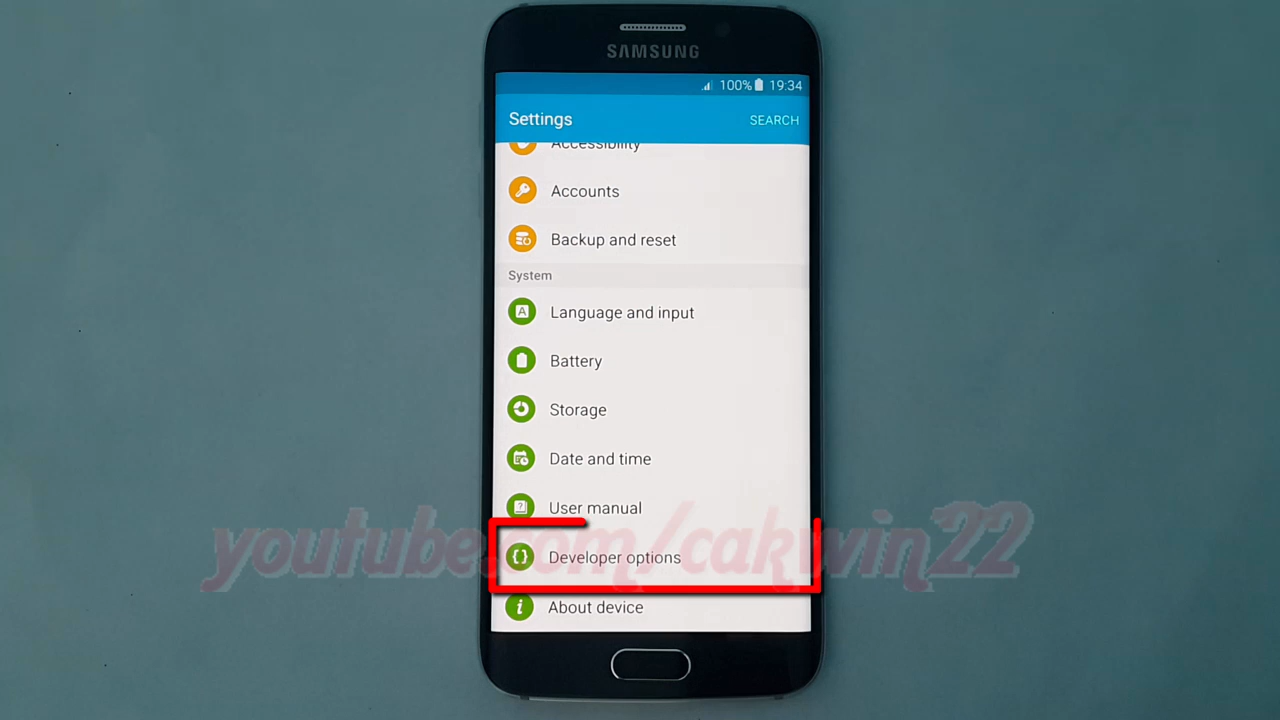 SAMSUNG
100% 19:34
Settings SEARCH
Accessibility
Accounts
Backup and reset
System
Language and input
Battery
Storage
Date and time
User manual
youtube.com/cakwin22
Developer options
About device